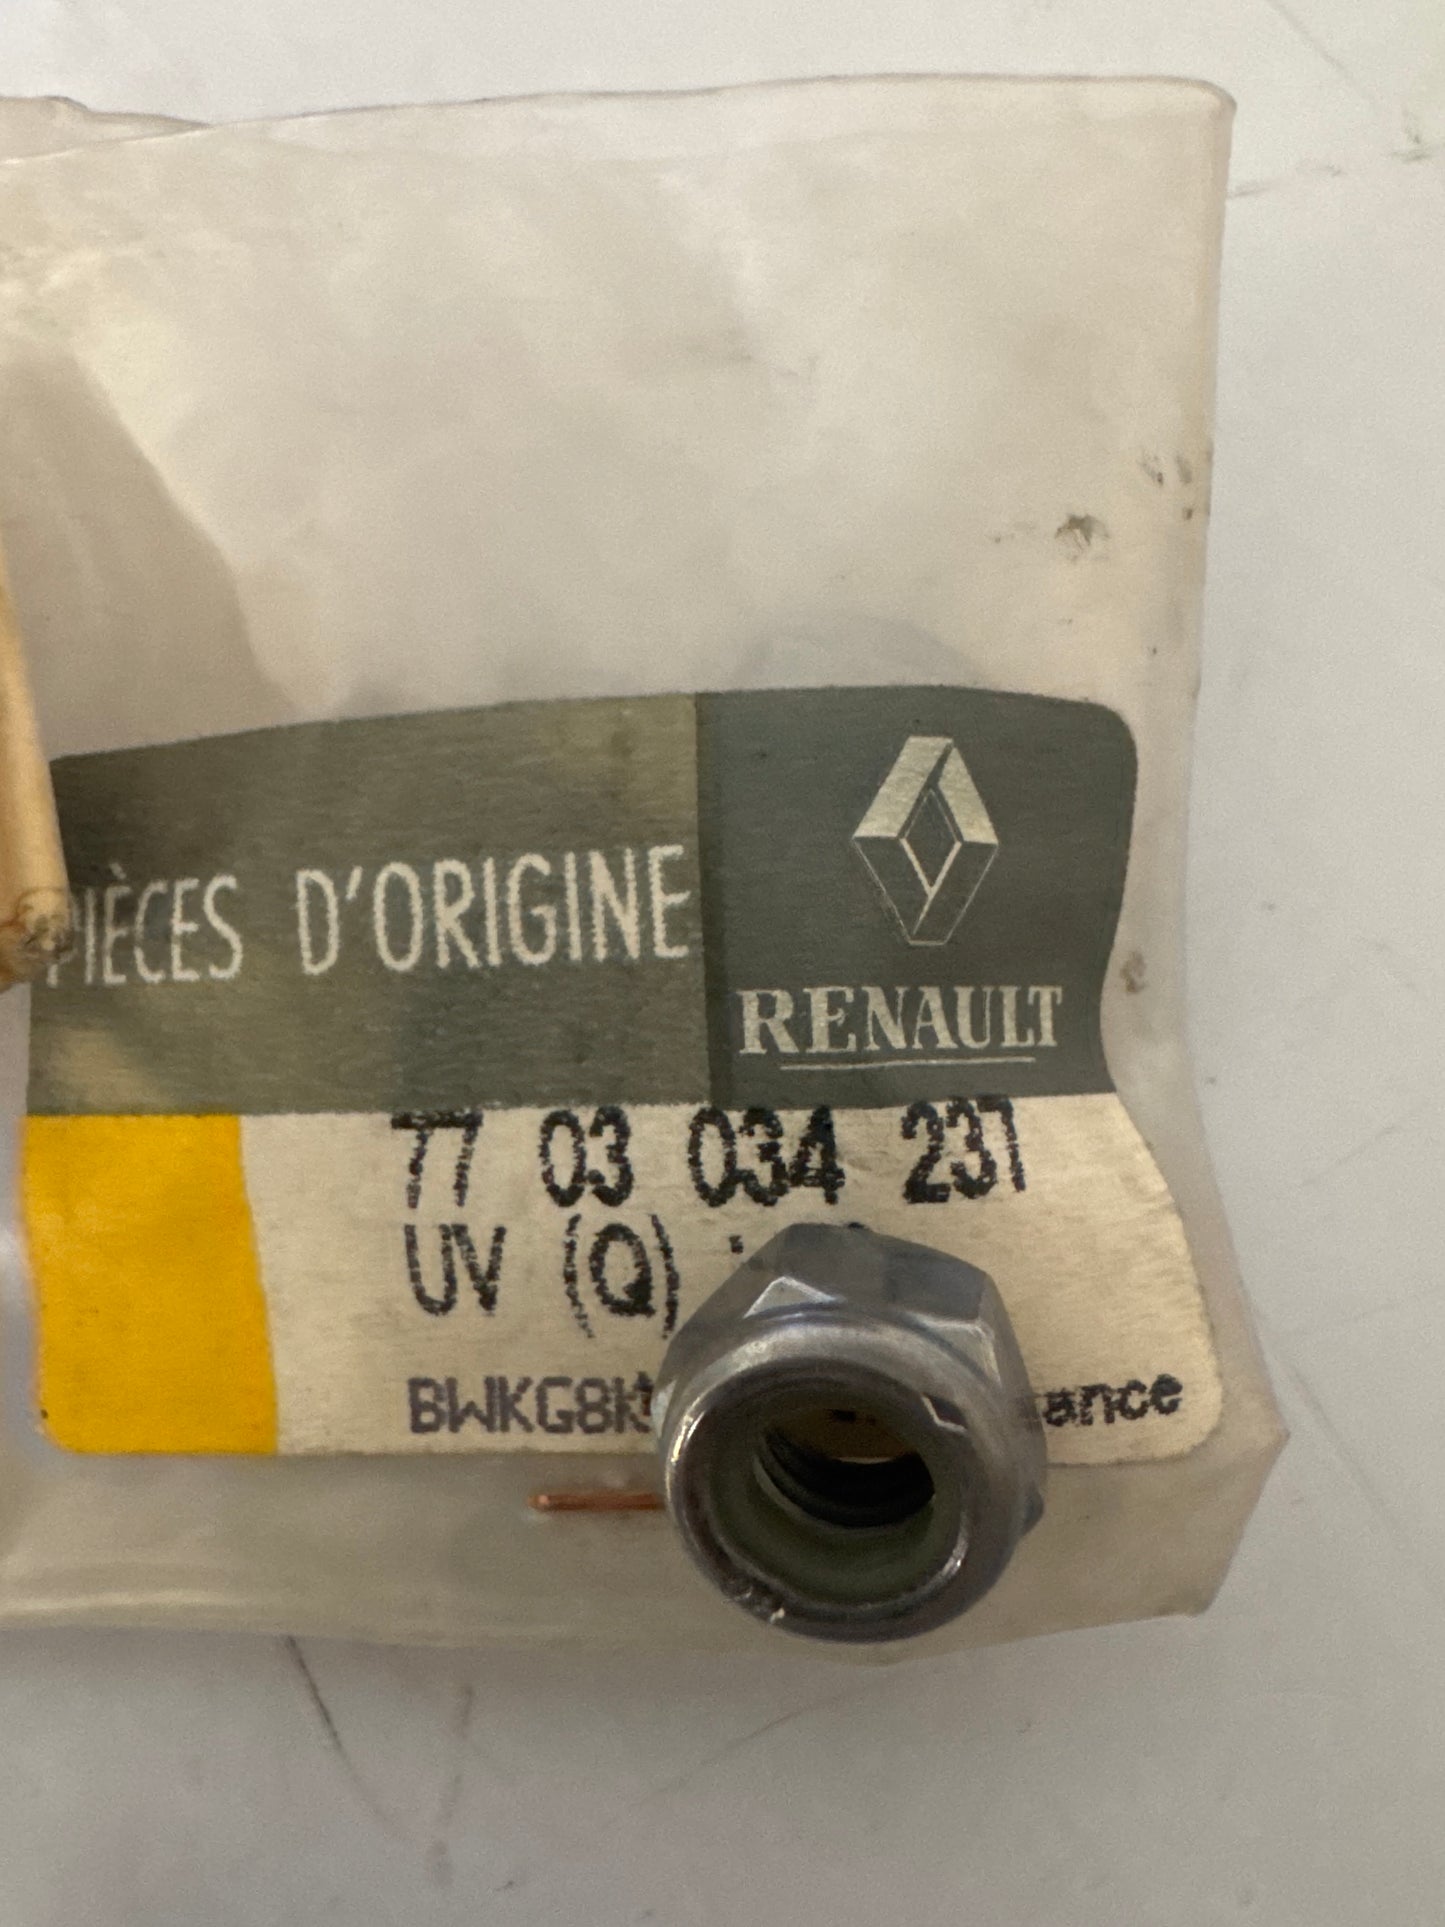 PIÈCES D'ORIGINE
RENAULT
77 03 034 237
UV (Q) :
BWKG8K
ance